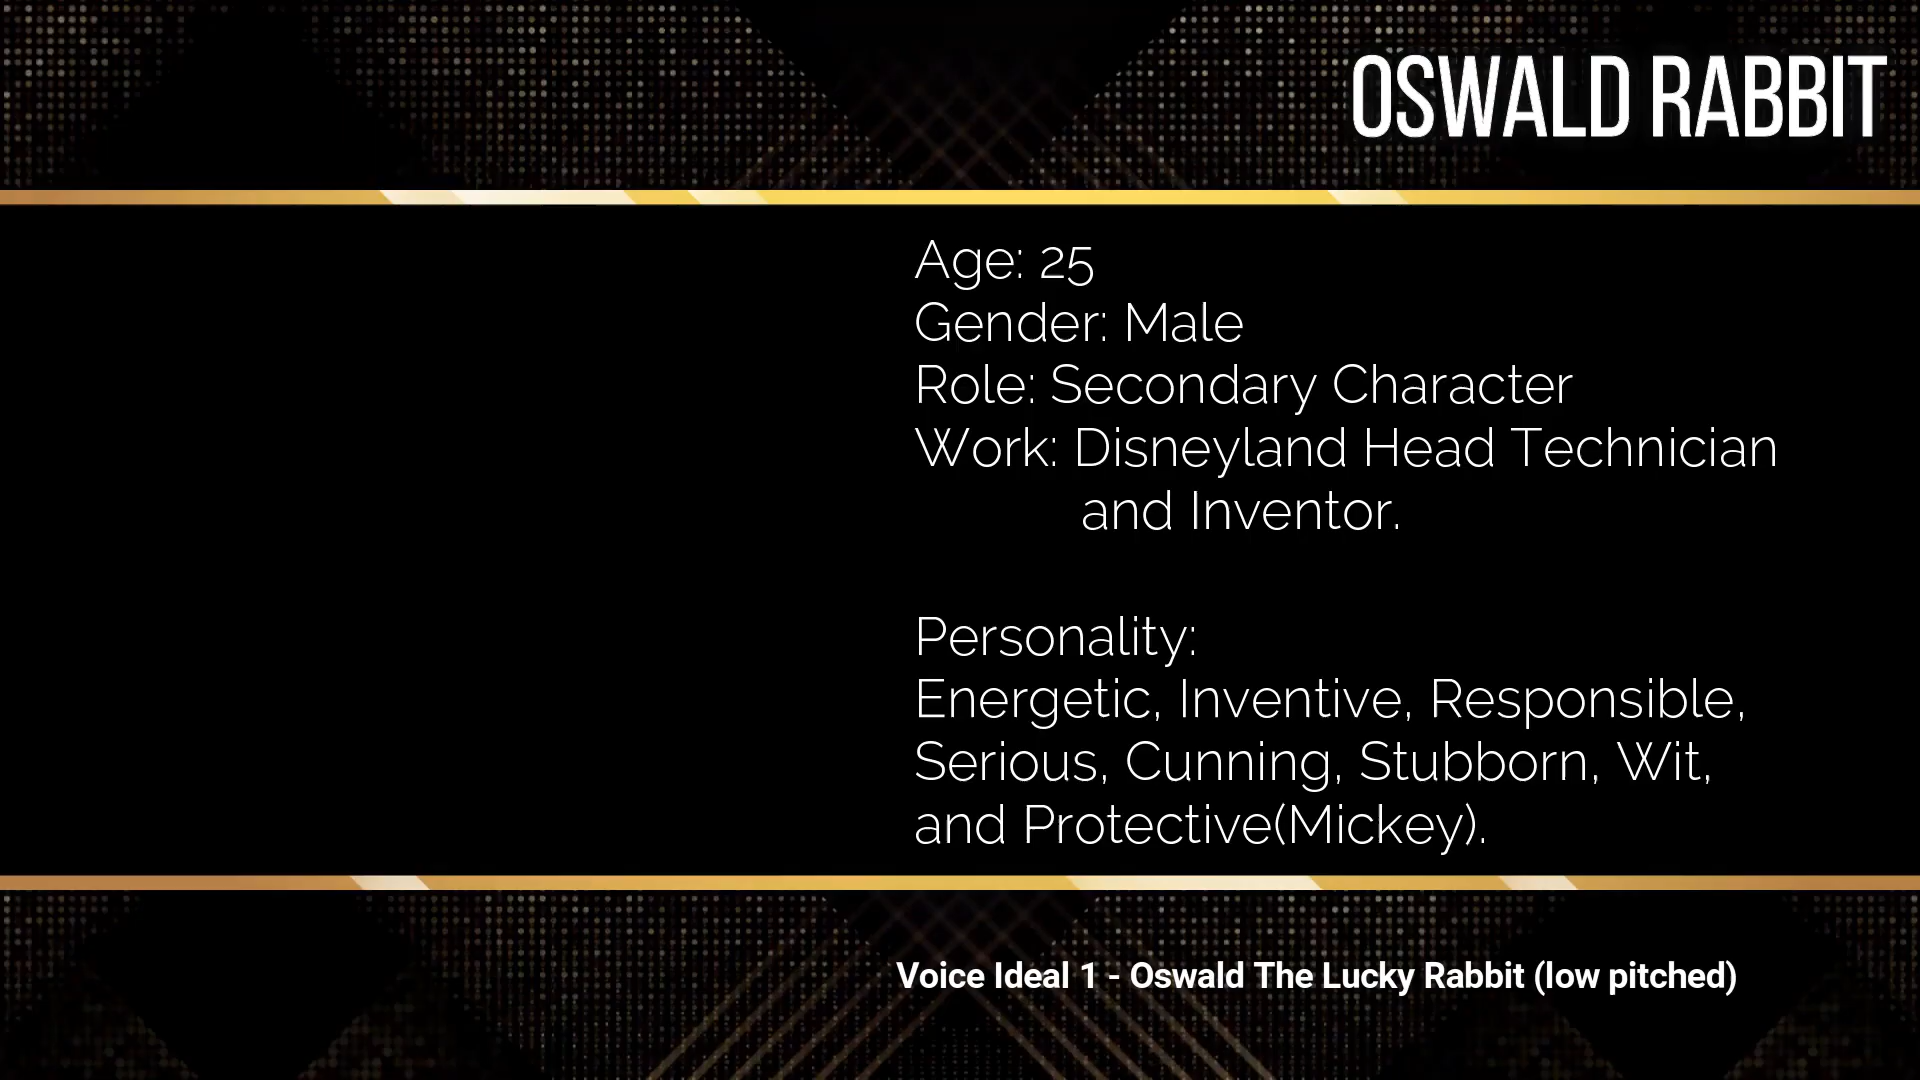 OSWALD RABBIT
Age: 25
Gender: Male
Role: Secondary Character
Work: Disneyland Head Technician
and Inventor.
Personality:
Energetic, Inventive, Responsible,
Serious, Cunning, Stubborn, Wit,
and Protective(Mickey).
Voice Ideal 1 - Oswald The Lucky Rabbit (low pitched)